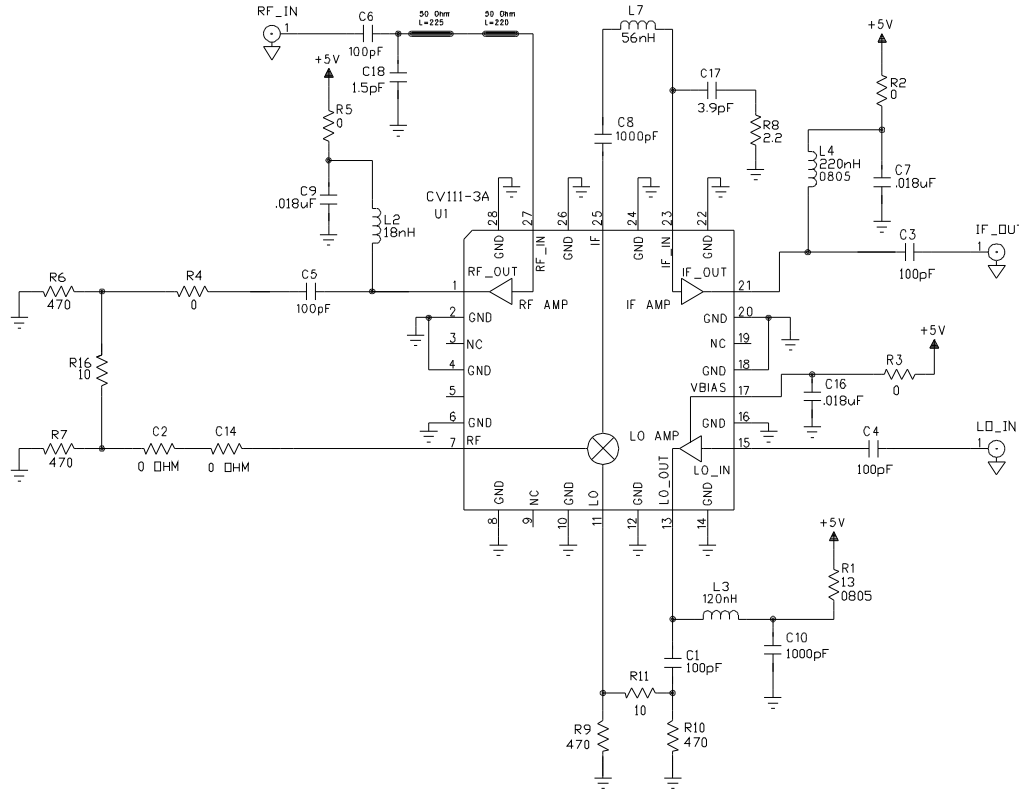 RF_IN
1
C6
100pF
50 Ohm
L=225
50 Ohm
L=220
C18
1.5pF
+5V
R5
0
C9
.018uF
L2
18nH
L7
56nH
C17
3.9pF
R8
2.2
C8
1000pF
+5V
R2
0
L4
220nH
0805
C7
.018uF
C3
100pF
IF_OUT
1
CV111-3A
U1
28
27
26
25
24
23
22
GND
RF_IN
GND
IF
GND
IF_IN
GND
RF_OUT
RF AMP
IF_OUT
IF AMP
1
21
R6
470
R4
0
C5
100pF
2
GND
GND
20
3
NC
NC
19
4
GND
GND
18
5
VBIAS
17
6
GND
GND
16
7
RF
LO AMP
LO_IN
15
R16
10
R7
470
C2
0 OHM
C14
0 OHM
+5V
R3
0
C16
.018uF
C4
100pF
LO_IN
1
GND
NC
GND
LO
GND
LO_OUT
GND
8
9
10
11
12
13
14
+5V
R1
13
0805
L3
120nH
C10
1000pF
C1
100pF
R11
10
R9
470
R10
470